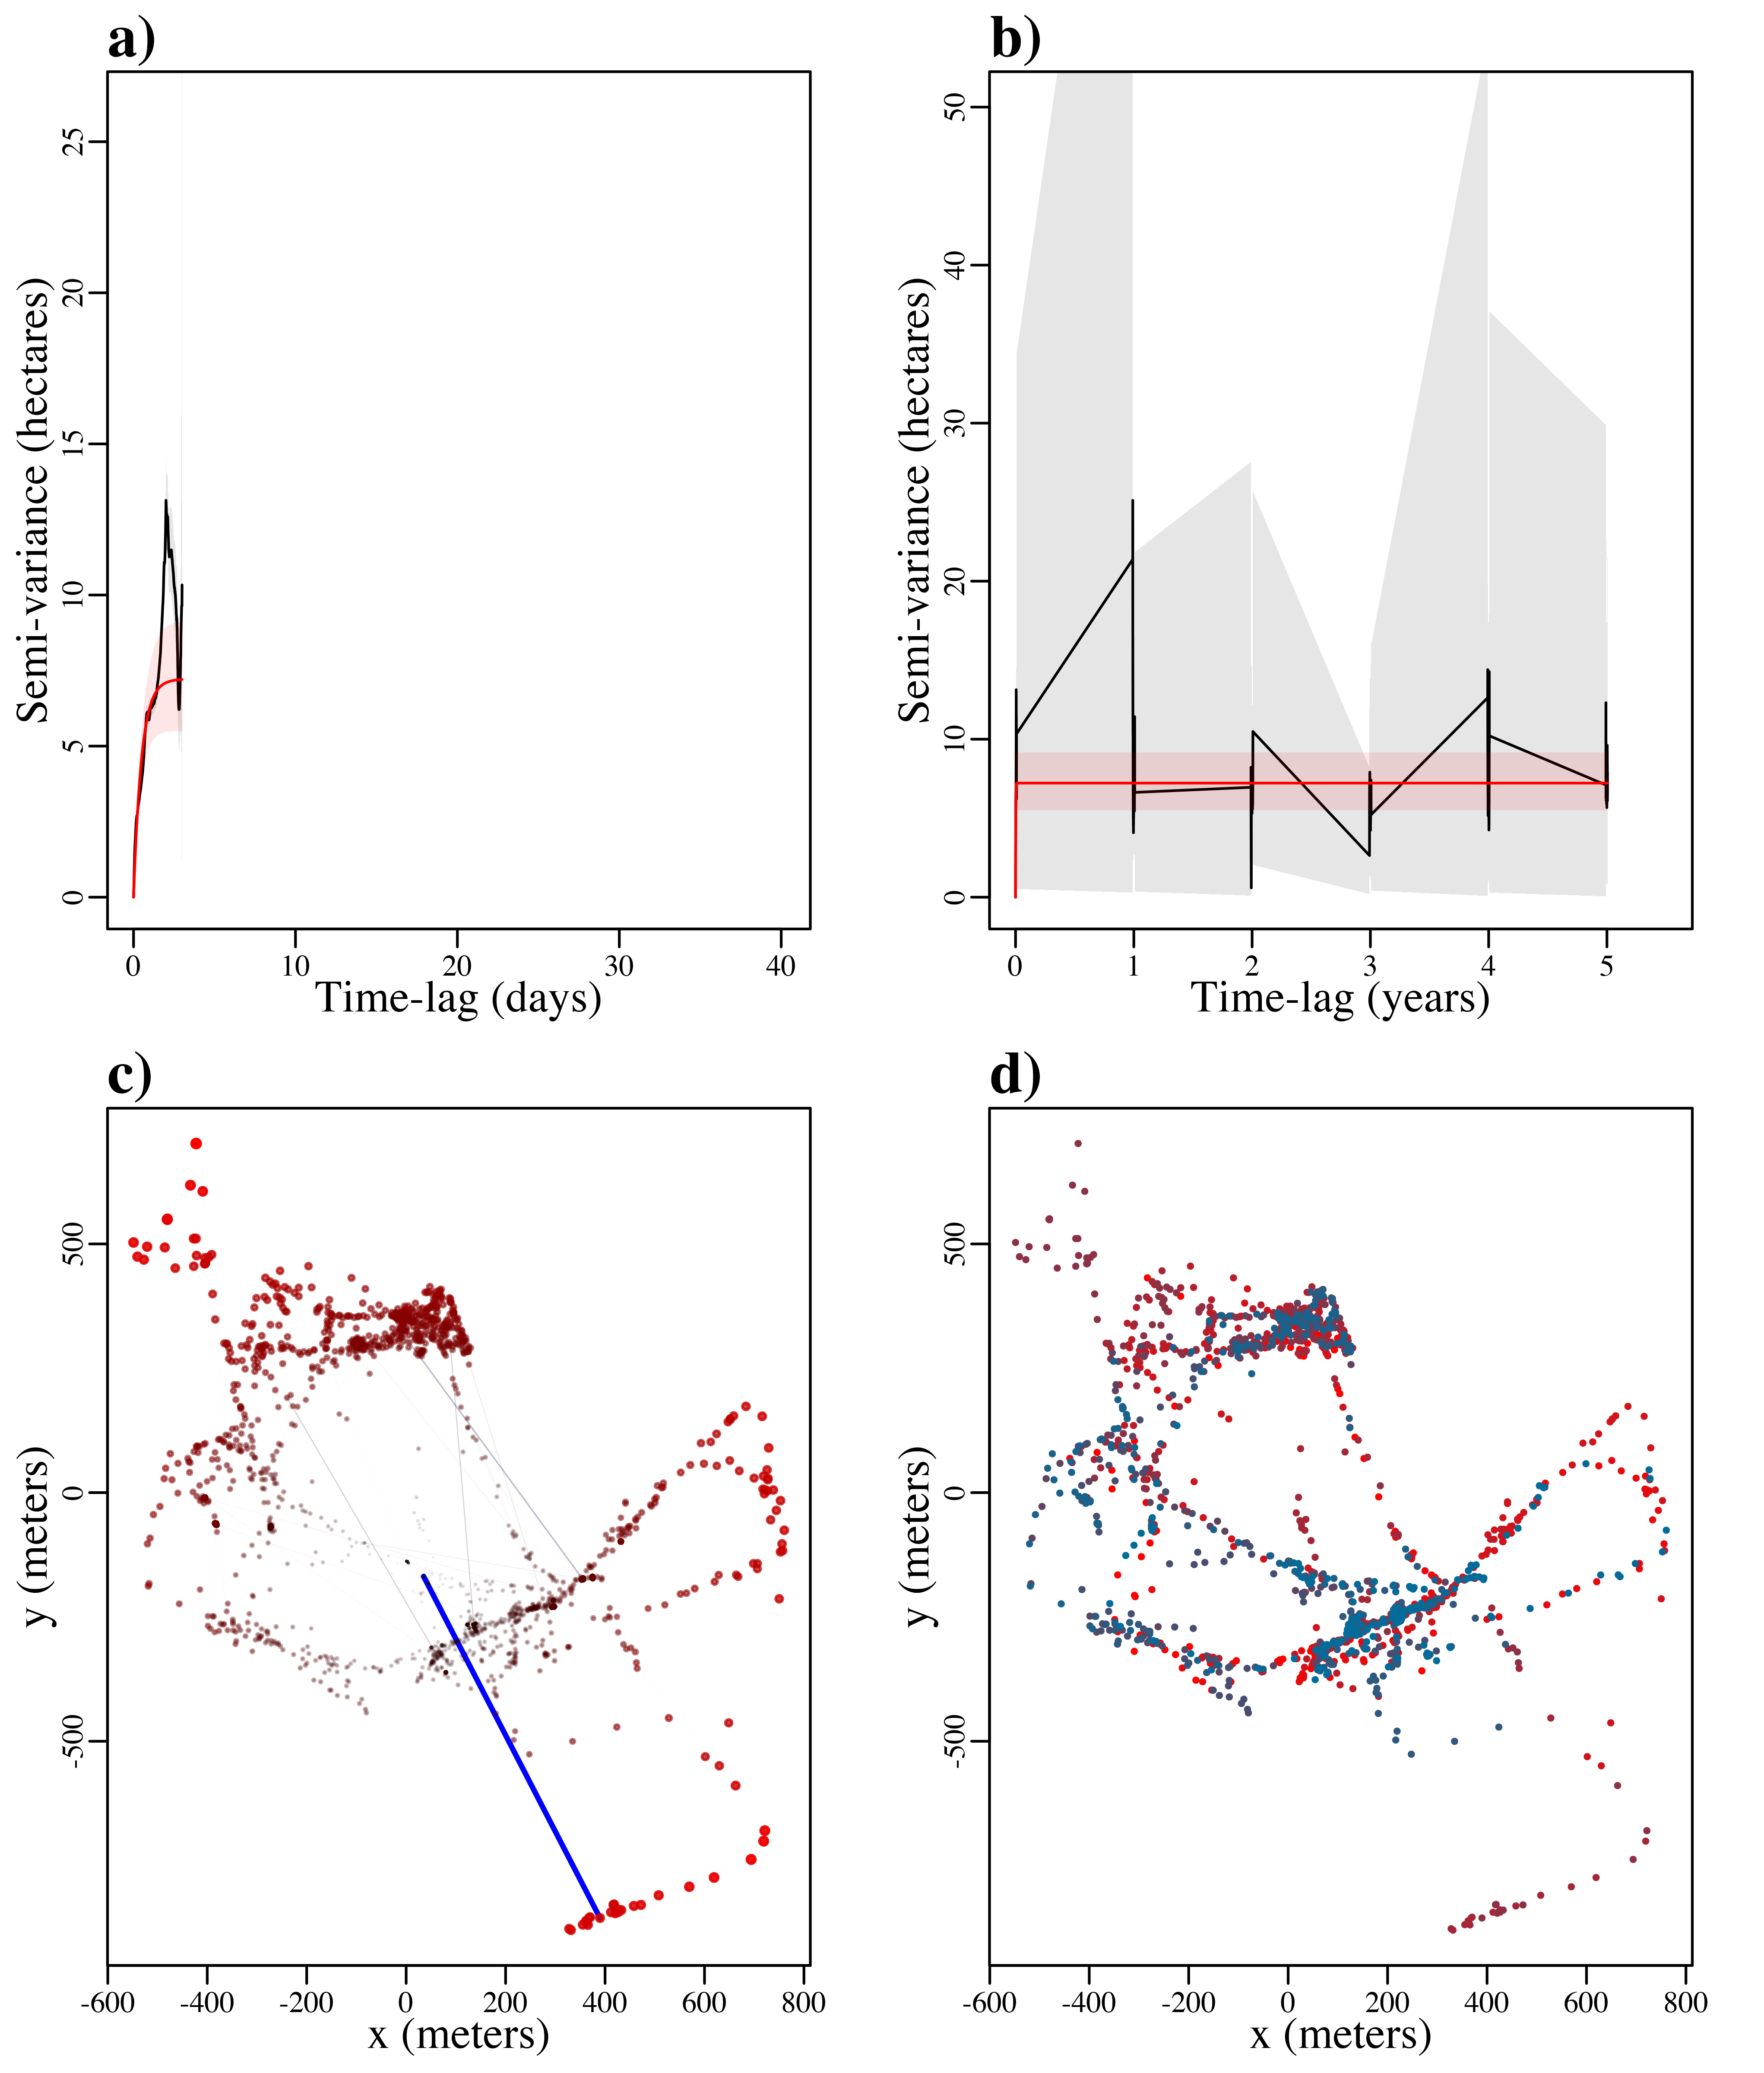 a)
Semi-variance (hectares)
25
20
15
10
5
0
0 10 20 30 40
Time-lag (days)
b)
Semi-variance (hectares)
50
40
30
20
10
0
0 1 2 3 4 5
Time-lag (years)
c)
y (meters)
500
0
-500
-600 -400 -200 0 200 400 600 800
x (meters)
d)
y (meters)
500
0
-500
-600 -400 -200 0 200 400 600 800
x (meters)